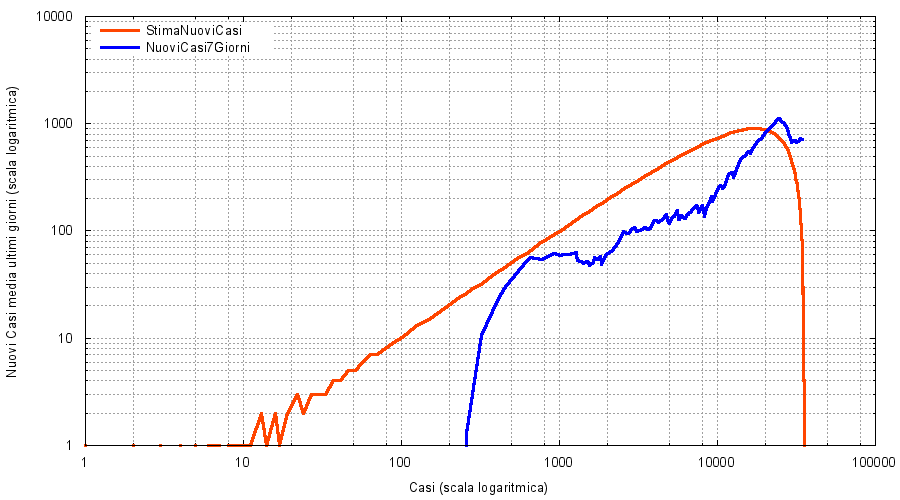 10000
StimaNuoviCasi
NuoviCasi7Giorni
1000
100
10
1
Nuovi Casi media ultimi giorni (scala logaritmica)
1 10 100 1000 10000 100000
Casi (scala logaritmica)